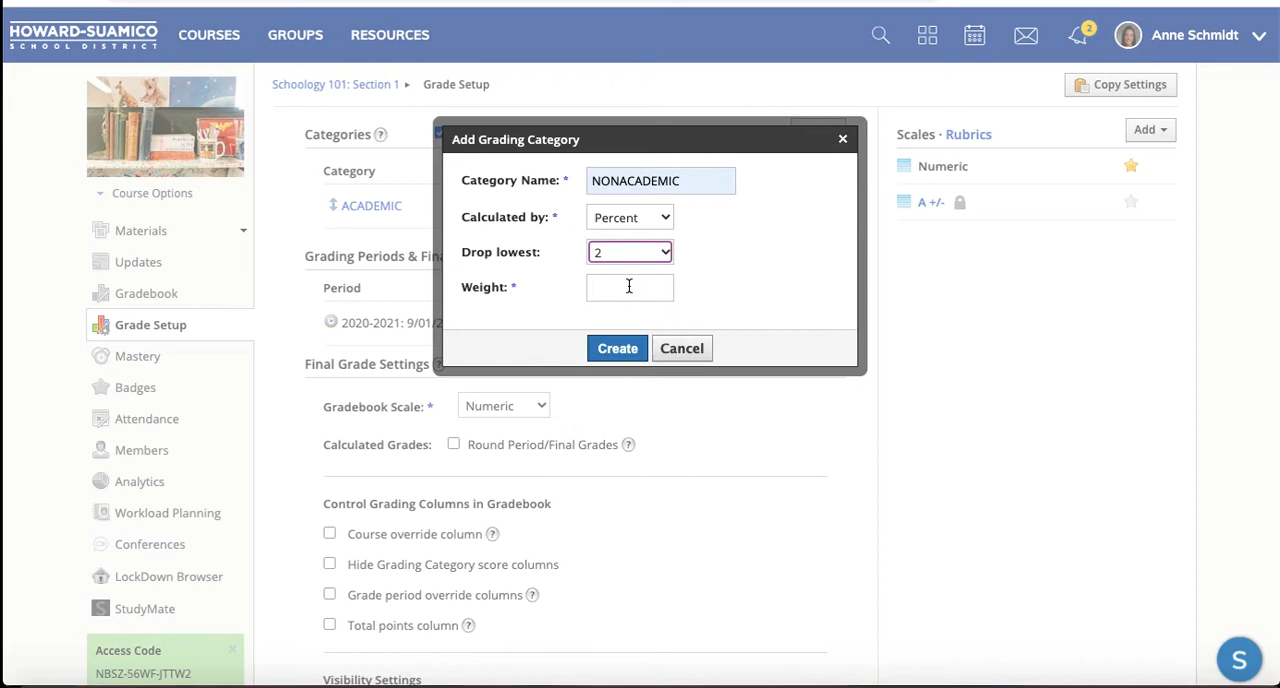 HOWARD-SUAMICO
SCHOOL DISTRICT
COURSES
GROUPS
RESOURCES
2
Anne Schmidt
Schoology 101: Section 1 ▸ Grade Setup
Copy Settings
Course Options
Materials
Updates
Gradebook
Grade Setup
Mastery
Badges
Attendance
Members
Analytics
Workload Planning
Conferences
LockDown Browser
S StudyMate
Access Code ×
NBSZ-56WF-JTTW2
Categories ?
Category
ACADEMIC
Grading Periods & Fin
Period
2020-2021: 9/01/2
Final Grade Settings
Gradebook Scale: * Numeric
Calculated Grades: Round Period/Final Grades ?
Control Grading Columns in Gradebook
Course override column ?
Hide Grading Category score columns
Grade period override columns ?
Total points column ?
Visibility Settings
Add Grading Category ×
Category Name: * NONACADEMIC
Calculated by: * Percent
Drop lowest: 2
Weight: *
Create Cancel
Scales · Rubrics Add
Numeric
A +/-
S